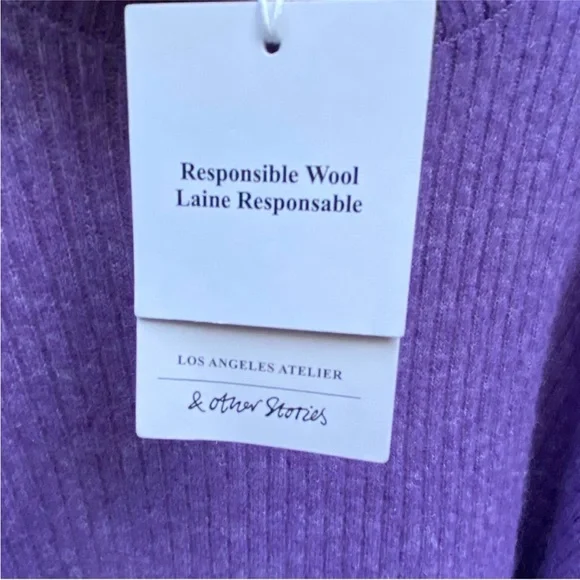 Responsible Wool
Laine Responsable
LOS ANGELES ATELIER
& other Stories